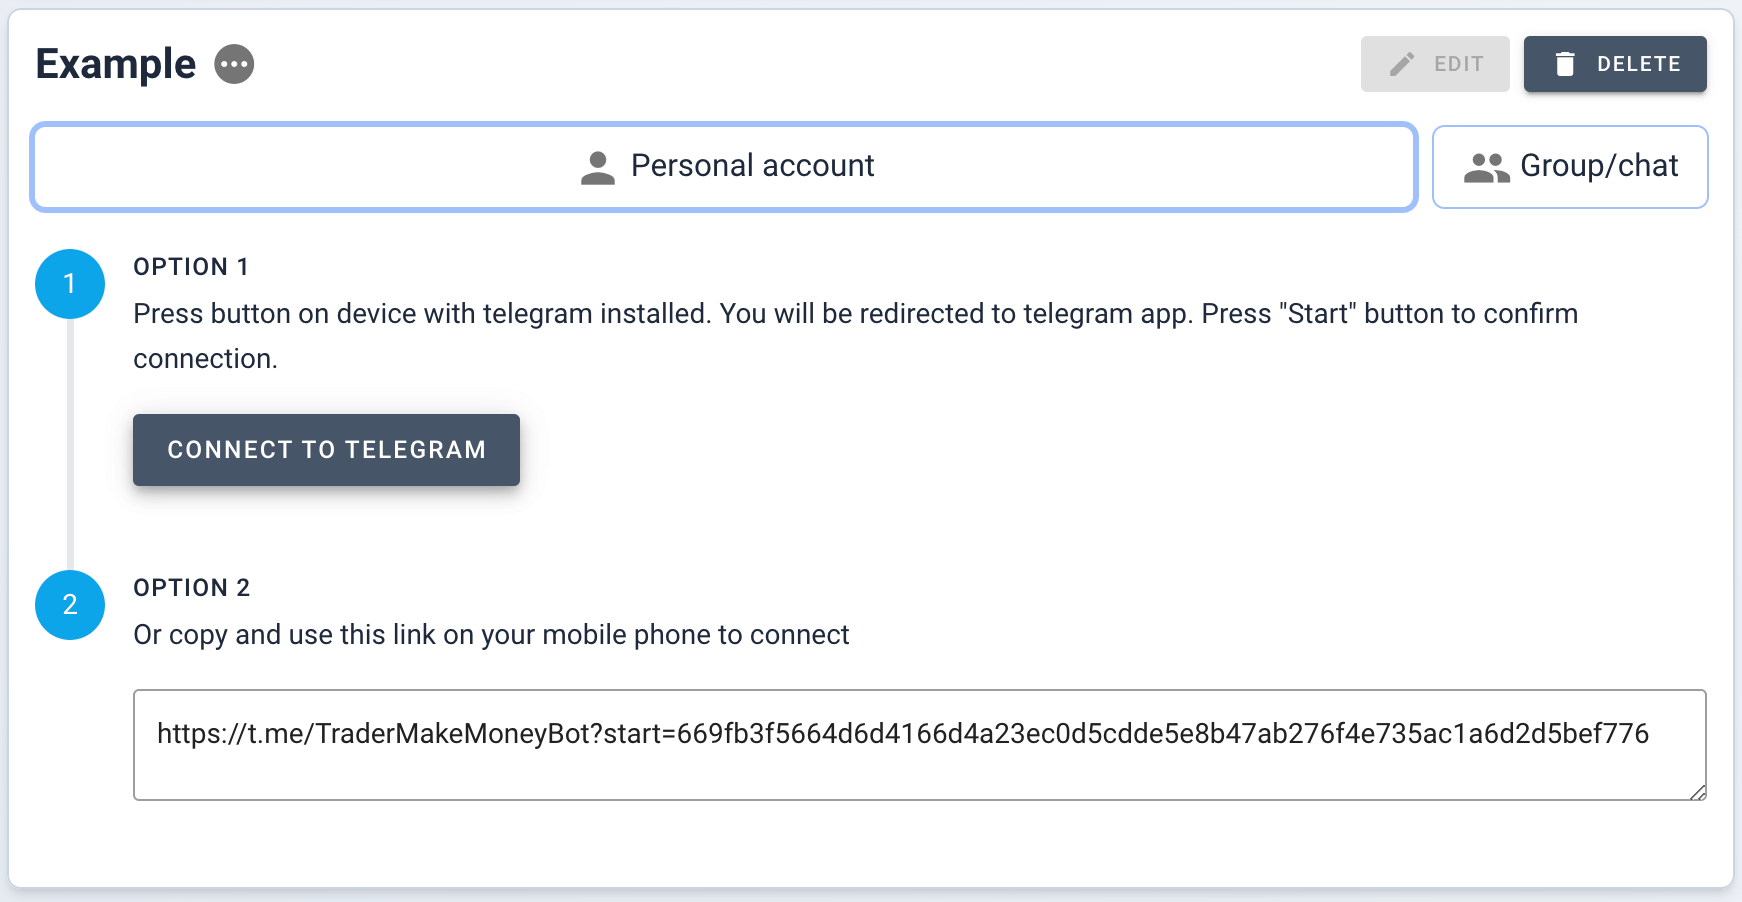 Example
EDIT
DELETE
Personal account
Group/chat
1
OPTION 1
Press button on device with telegram installed. You will be redirected to telegram app. Press "Start" button to confirm
connection.
CONNECT TO TELEGRAM
2
OPTION 2
Or copy and use this link on your mobile phone to connect
https://t.me/TraderMakeMoneyBot?start=669fb3f5664d6d4166d4a23ec0d5cdde5e8b47ab276f4e735ac1a6d2d5bef776